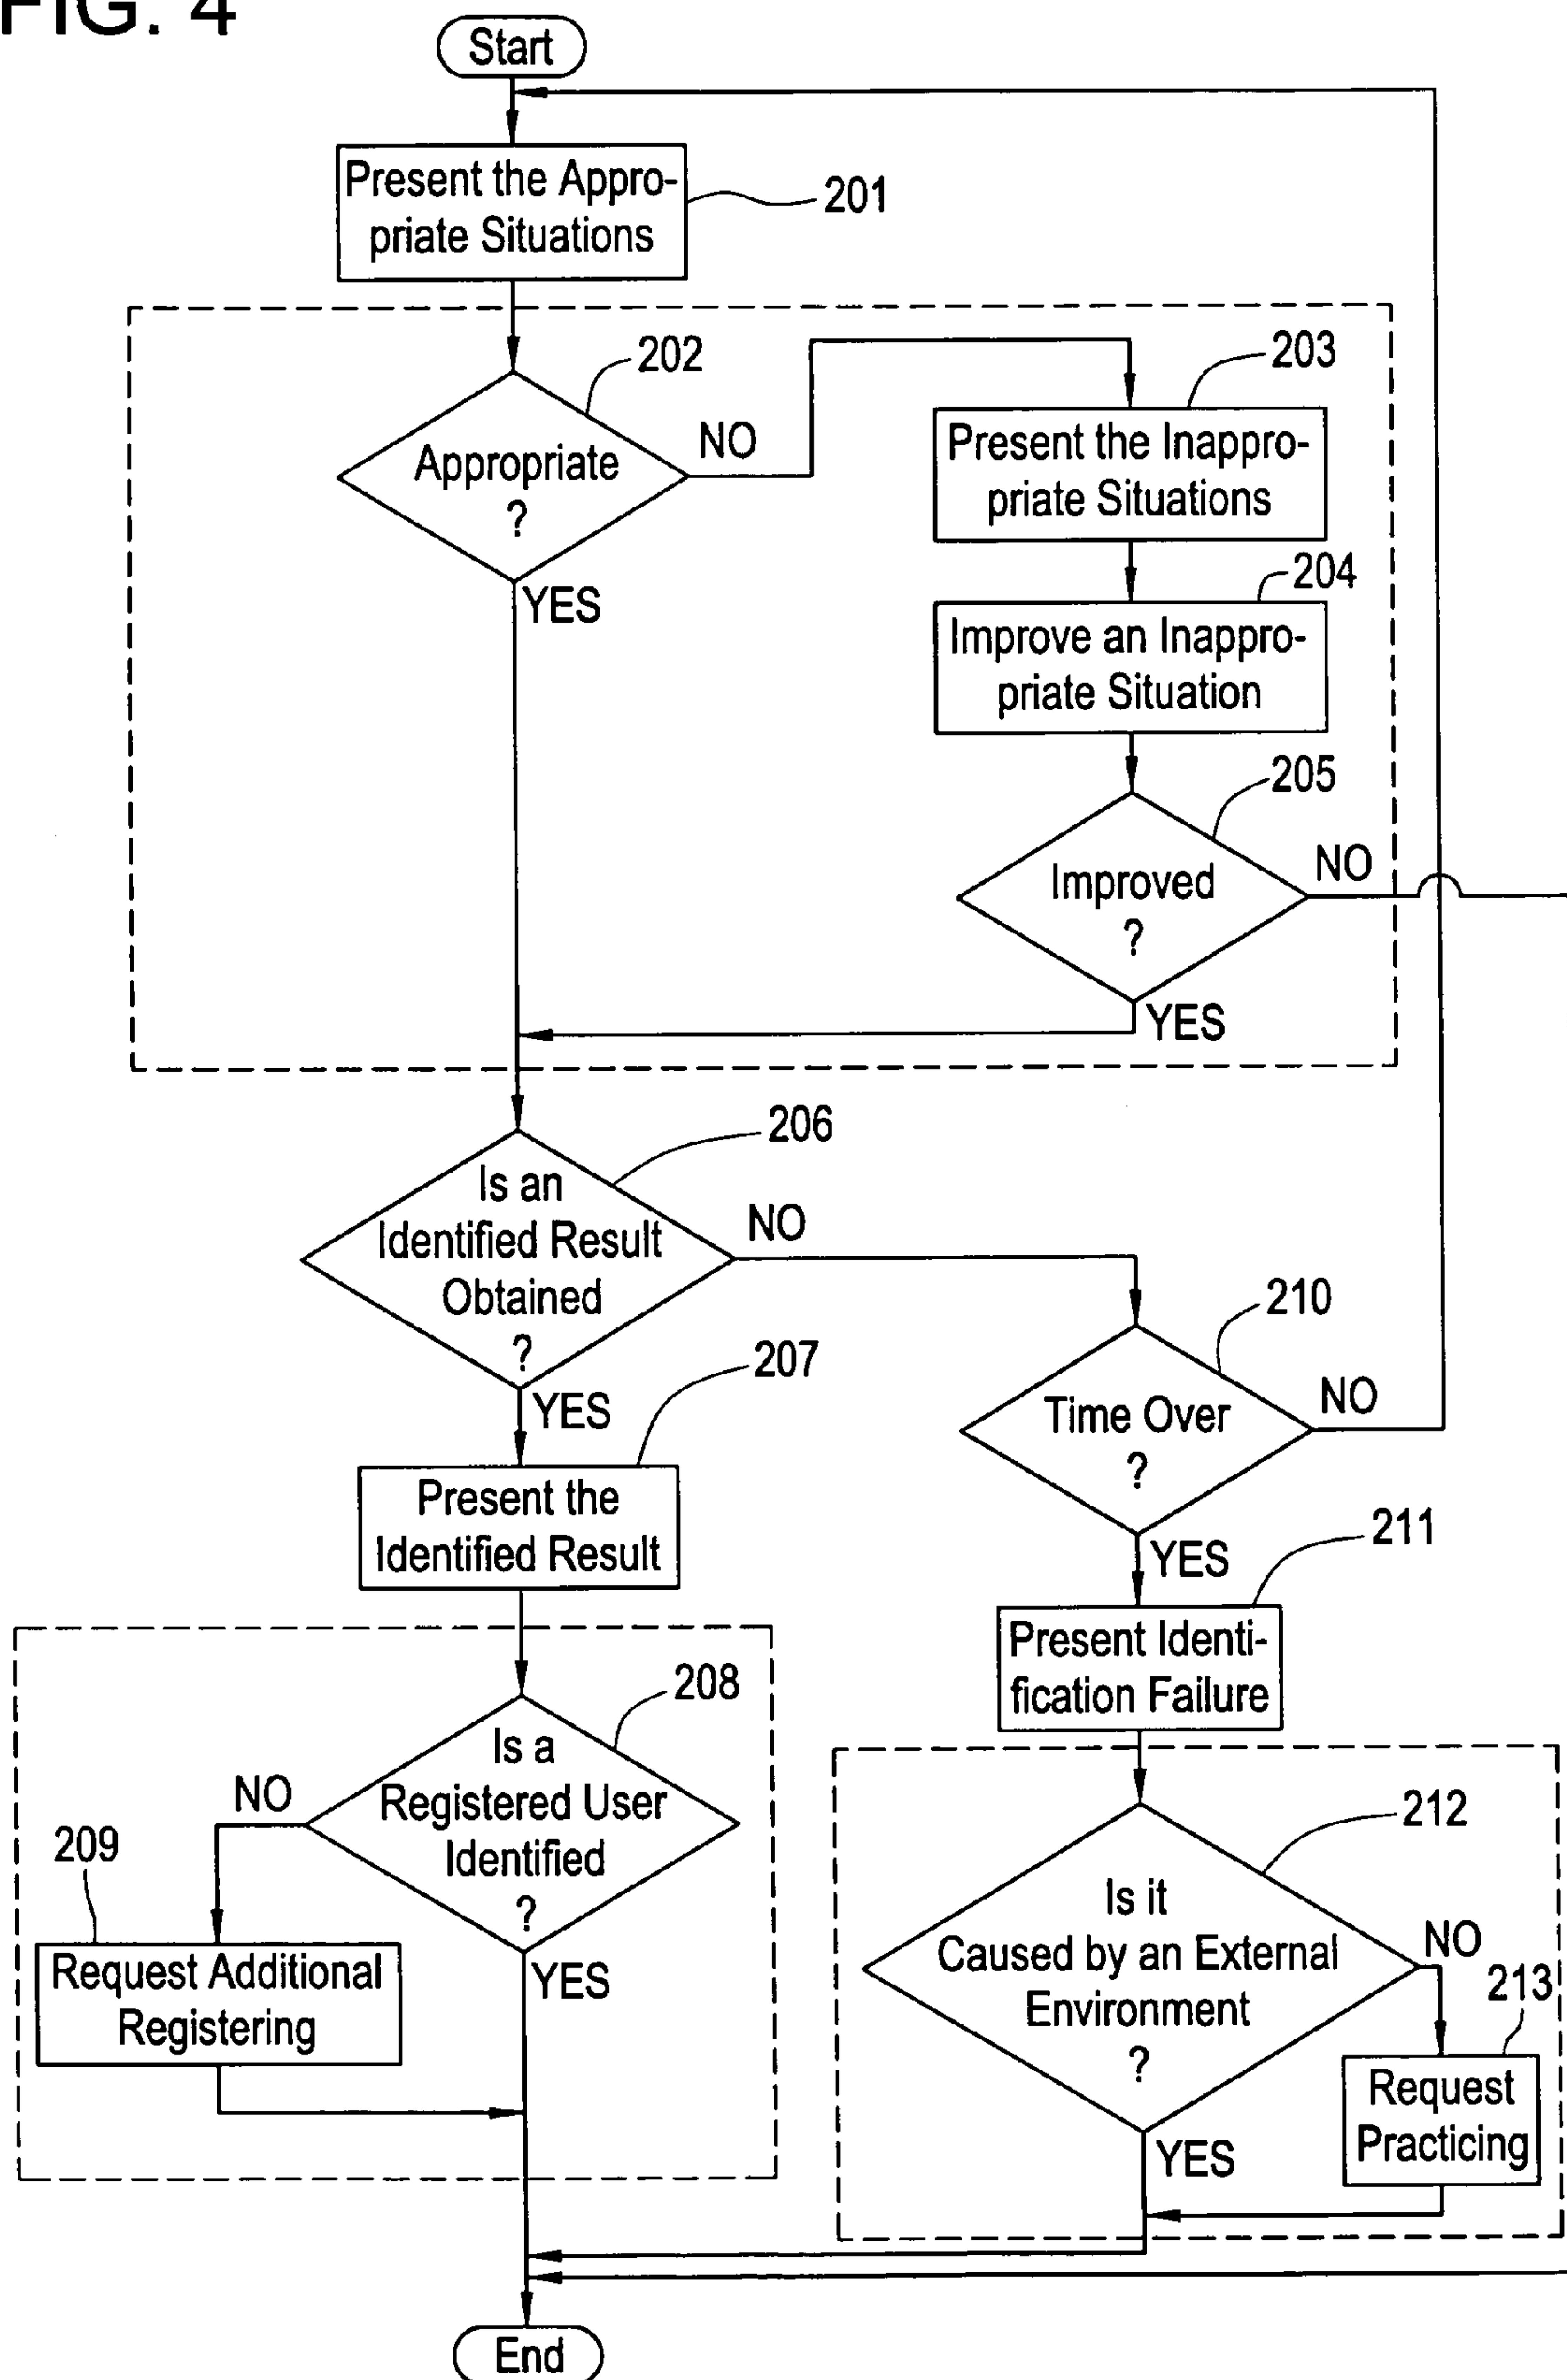 FIG. 4
Start
Present the Appro-
priate Situations
201
202
Appropriate
?
NO
YES
203
Present the Inappro-
priate Situations
204
Improve an Inappro-
priate Situation
205
Improved
?
NO
YES
206
Is an
Identified Result
Obtained
?
NO
YES
207
Present the
Identified Result
210
Time Over
?
NO
YES
211
Present Identi-
fication Failure
208
Is a
Registered User
Identified
?
NO
YES
209
Request Additional
Registering
212
Is it
Caused by an External
Environment
?
NO
YES
213
Request
Practicing
End